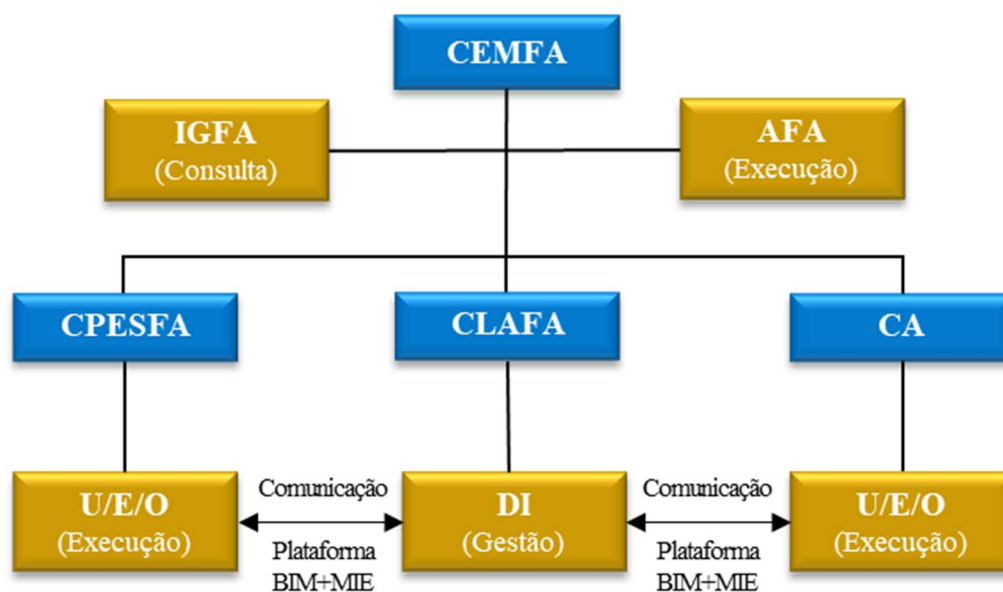 CEMFA
IGFA
(Consulta)
AFA
(Execução)
CPESFA
CLAFA
CA
U/E/O
(Execução)
Comunicação
Plataforma
BIM+MIE
DI
(Gestão)
Comunicação
Plataforma
BIM+MIE
U/E/O
(Execução)